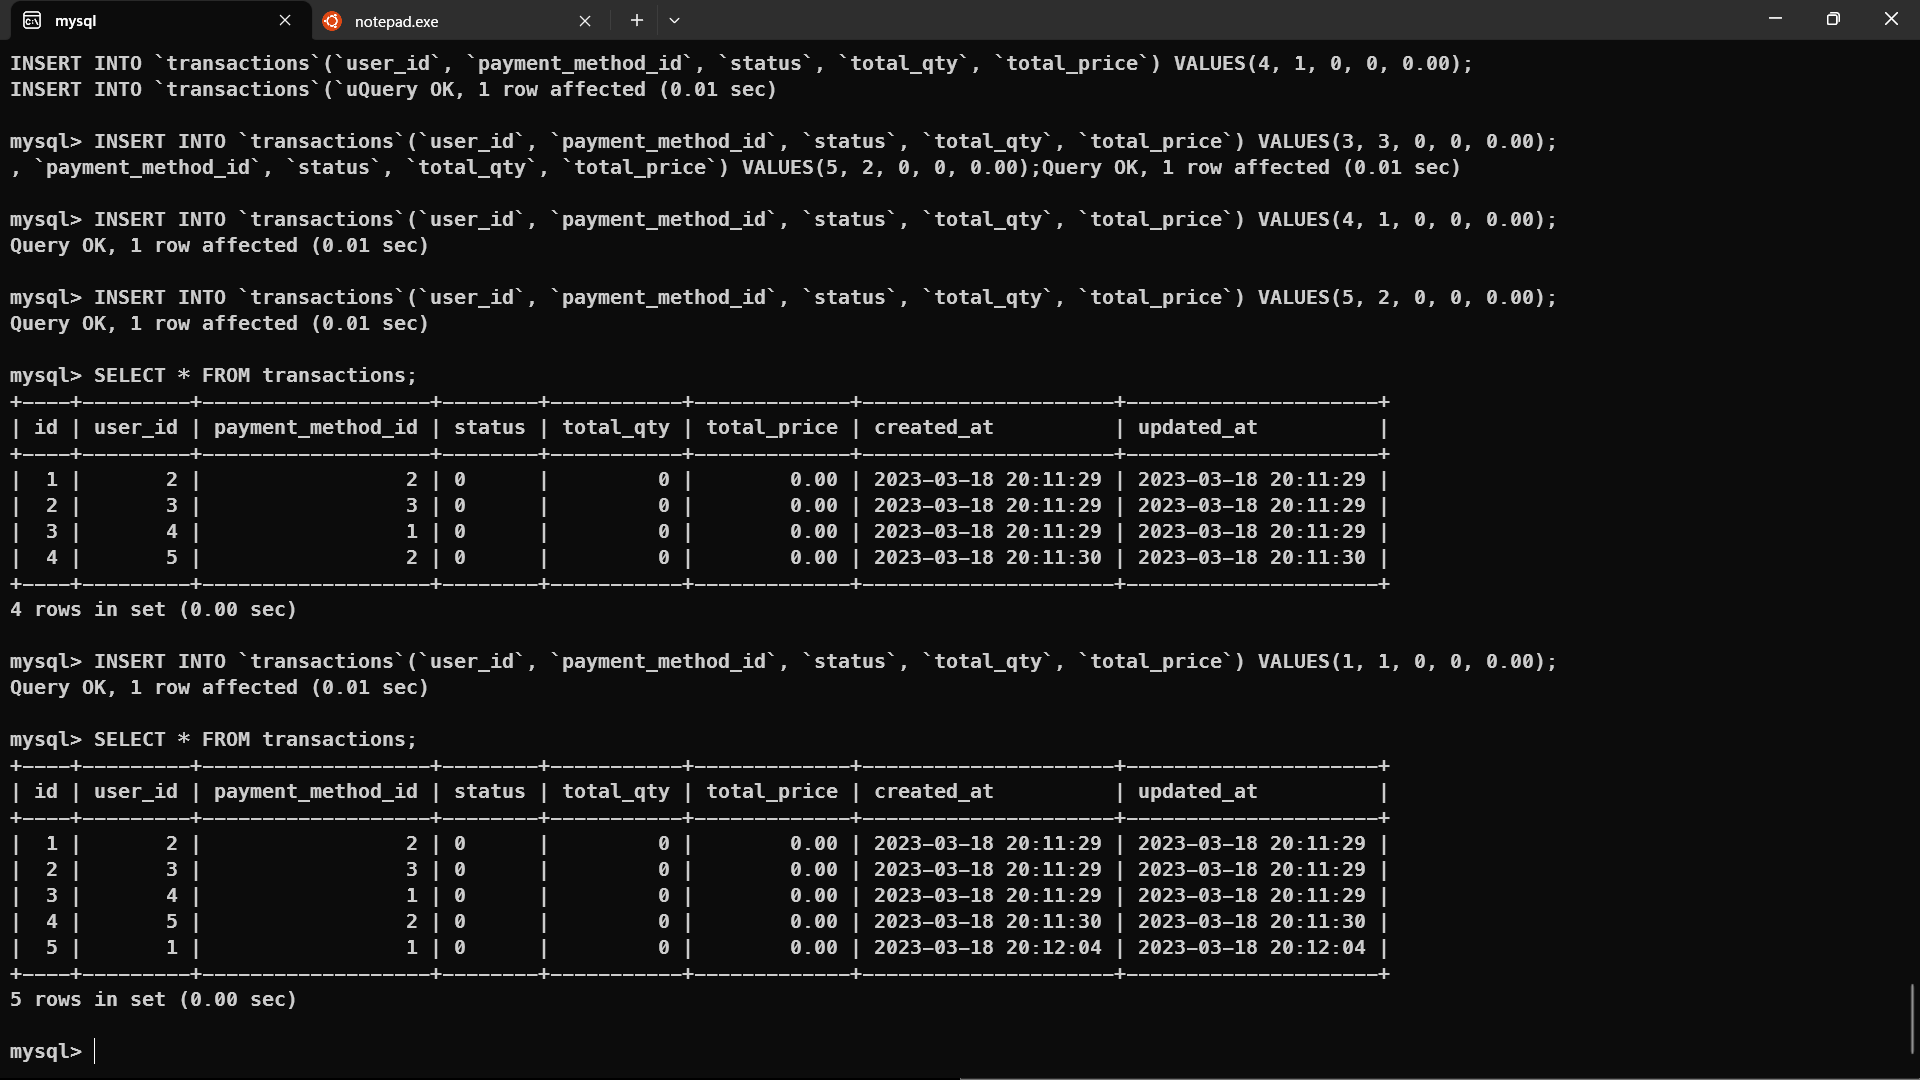 mysql
notepad.exe
INSERT INTO `transactions`(`user_id`, `payment_method_id`, `status`, `total_qty`, `total_price`) VALUES(4, 1, 0, 0, 0.00);
INSERT INTO `transactions`(`uQuery OK, 1 row affected (0.01 sec)
mysql> INSERT INTO `transactions`(`user_id`, `payment_method_id`, `status`, `total_qty`, `total_price`) VALUES(3, 3, 0, 0, 0.00);
, `payment_method_id`, `status`, `total_qty`, `total_price`) VALUES(5, 2, 0, 0, 0.00);Query OK, 1 row affected (0.01 sec)
mysql> INSERT INTO `transactions`(`user_id`, `payment_method_id`, `status`, `total_qty`, `total_price`) VALUES(4, 1, 0, 0, 0.00);
Query OK, 1 row affected (0.01 sec)
mysql> INSERT INTO `transactions`(`user_id`, `payment_method_id`, `status`, `total_qty`, `total_price`) VALUES(5, 2, 0, 0, 0.00);
Query OK, 1 row affected (0.01 sec)
mysql> SELECT * FROM transactions;
+----+---------+-------------------+--------+-----------+-------------+---------------------+---------------------+
| id | user_id | payment_method_id | status | total_qty | total_price | created_at          | updated_at          |
+----+---------+-------------------+--------+-----------+-------------+---------------------+---------------------+
|  1 |       2 |                 2 | 0      |         0 |        0.00 | 2023-03-18 20:11:29 | 2023-03-18 20:11:29 |
|  2 |       3 |                 3 | 0      |         0 |        0.00 | 2023-03-18 20:11:29 | 2023-03-18 20:11:29 |
|  3 |       4 |                 1 | 0      |         0 |        0.00 | 2023-03-18 20:11:29 | 2023-03-18 20:11:29 |
|  4 |       5 |                 2 | 0      |         0 |        0.00 | 2023-03-18 20:11:30 | 2023-03-18 20:11:30 |
+----+---------+-------------------+--------+-----------+-------------+---------------------+---------------------+
4 rows in set (0.00 sec)
mysql> INSERT INTO `transactions`(`user_id`, `payment_method_id`, `status`, `total_qty`, `total_price`) VALUES(1, 1, 0, 0, 0.00);
Query OK, 1 row affected (0.01 sec)
mysql> SELECT * FROM transactions;
+----+---------+-------------------+--------+-----------+-------------+---------------------+---------------------+
| id | user_id | payment_method_id | status | total_qty | total_price | created_at          | updated_at          |
+----+---------+-------------------+--------+-----------+-------------+---------------------+---------------------+
|  1 |       2 |                 2 | 0      |         0 |        0.00 | 2023-03-18 20:11:29 | 2023-03-18 20:11:29 |
|  2 |       3 |                 3 | 0      |         0 |        0.00 | 2023-03-18 20:11:29 | 2023-03-18 20:11:29 |
|  3 |       4 |                 1 | 0      |         0 |        0.00 | 2023-03-18 20:11:29 | 2023-03-18 20:11:29 |
|  4 |       5 |                 2 | 0      |         0 |        0.00 | 2023-03-18 20:11:30 | 2023-03-18 20:11:30 |
|  5 |       1 |                 1 | 0      |         0 |        0.00 | 2023-03-18 20:12:04 | 2023-03-18 20:12:04 |
+----+---------+-------------------+--------+-----------+-------------+---------------------+---------------------+
5 rows in set (0.00 sec)
mysql>